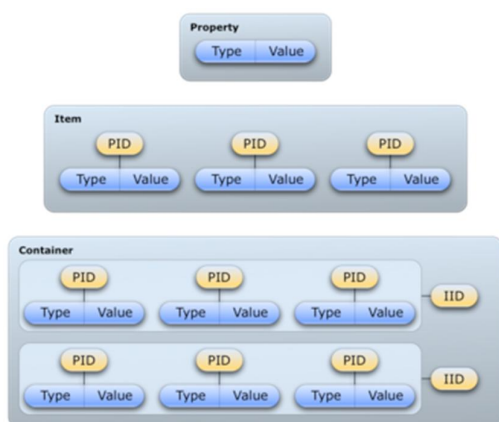 Property
Type Value
Item
PID PID PID
Type Value Type Value Type Value
Container
PID PID PID
IID
Type Value Type Value Type Value
PID PID PID
IID
Type Value Type Value Type Value